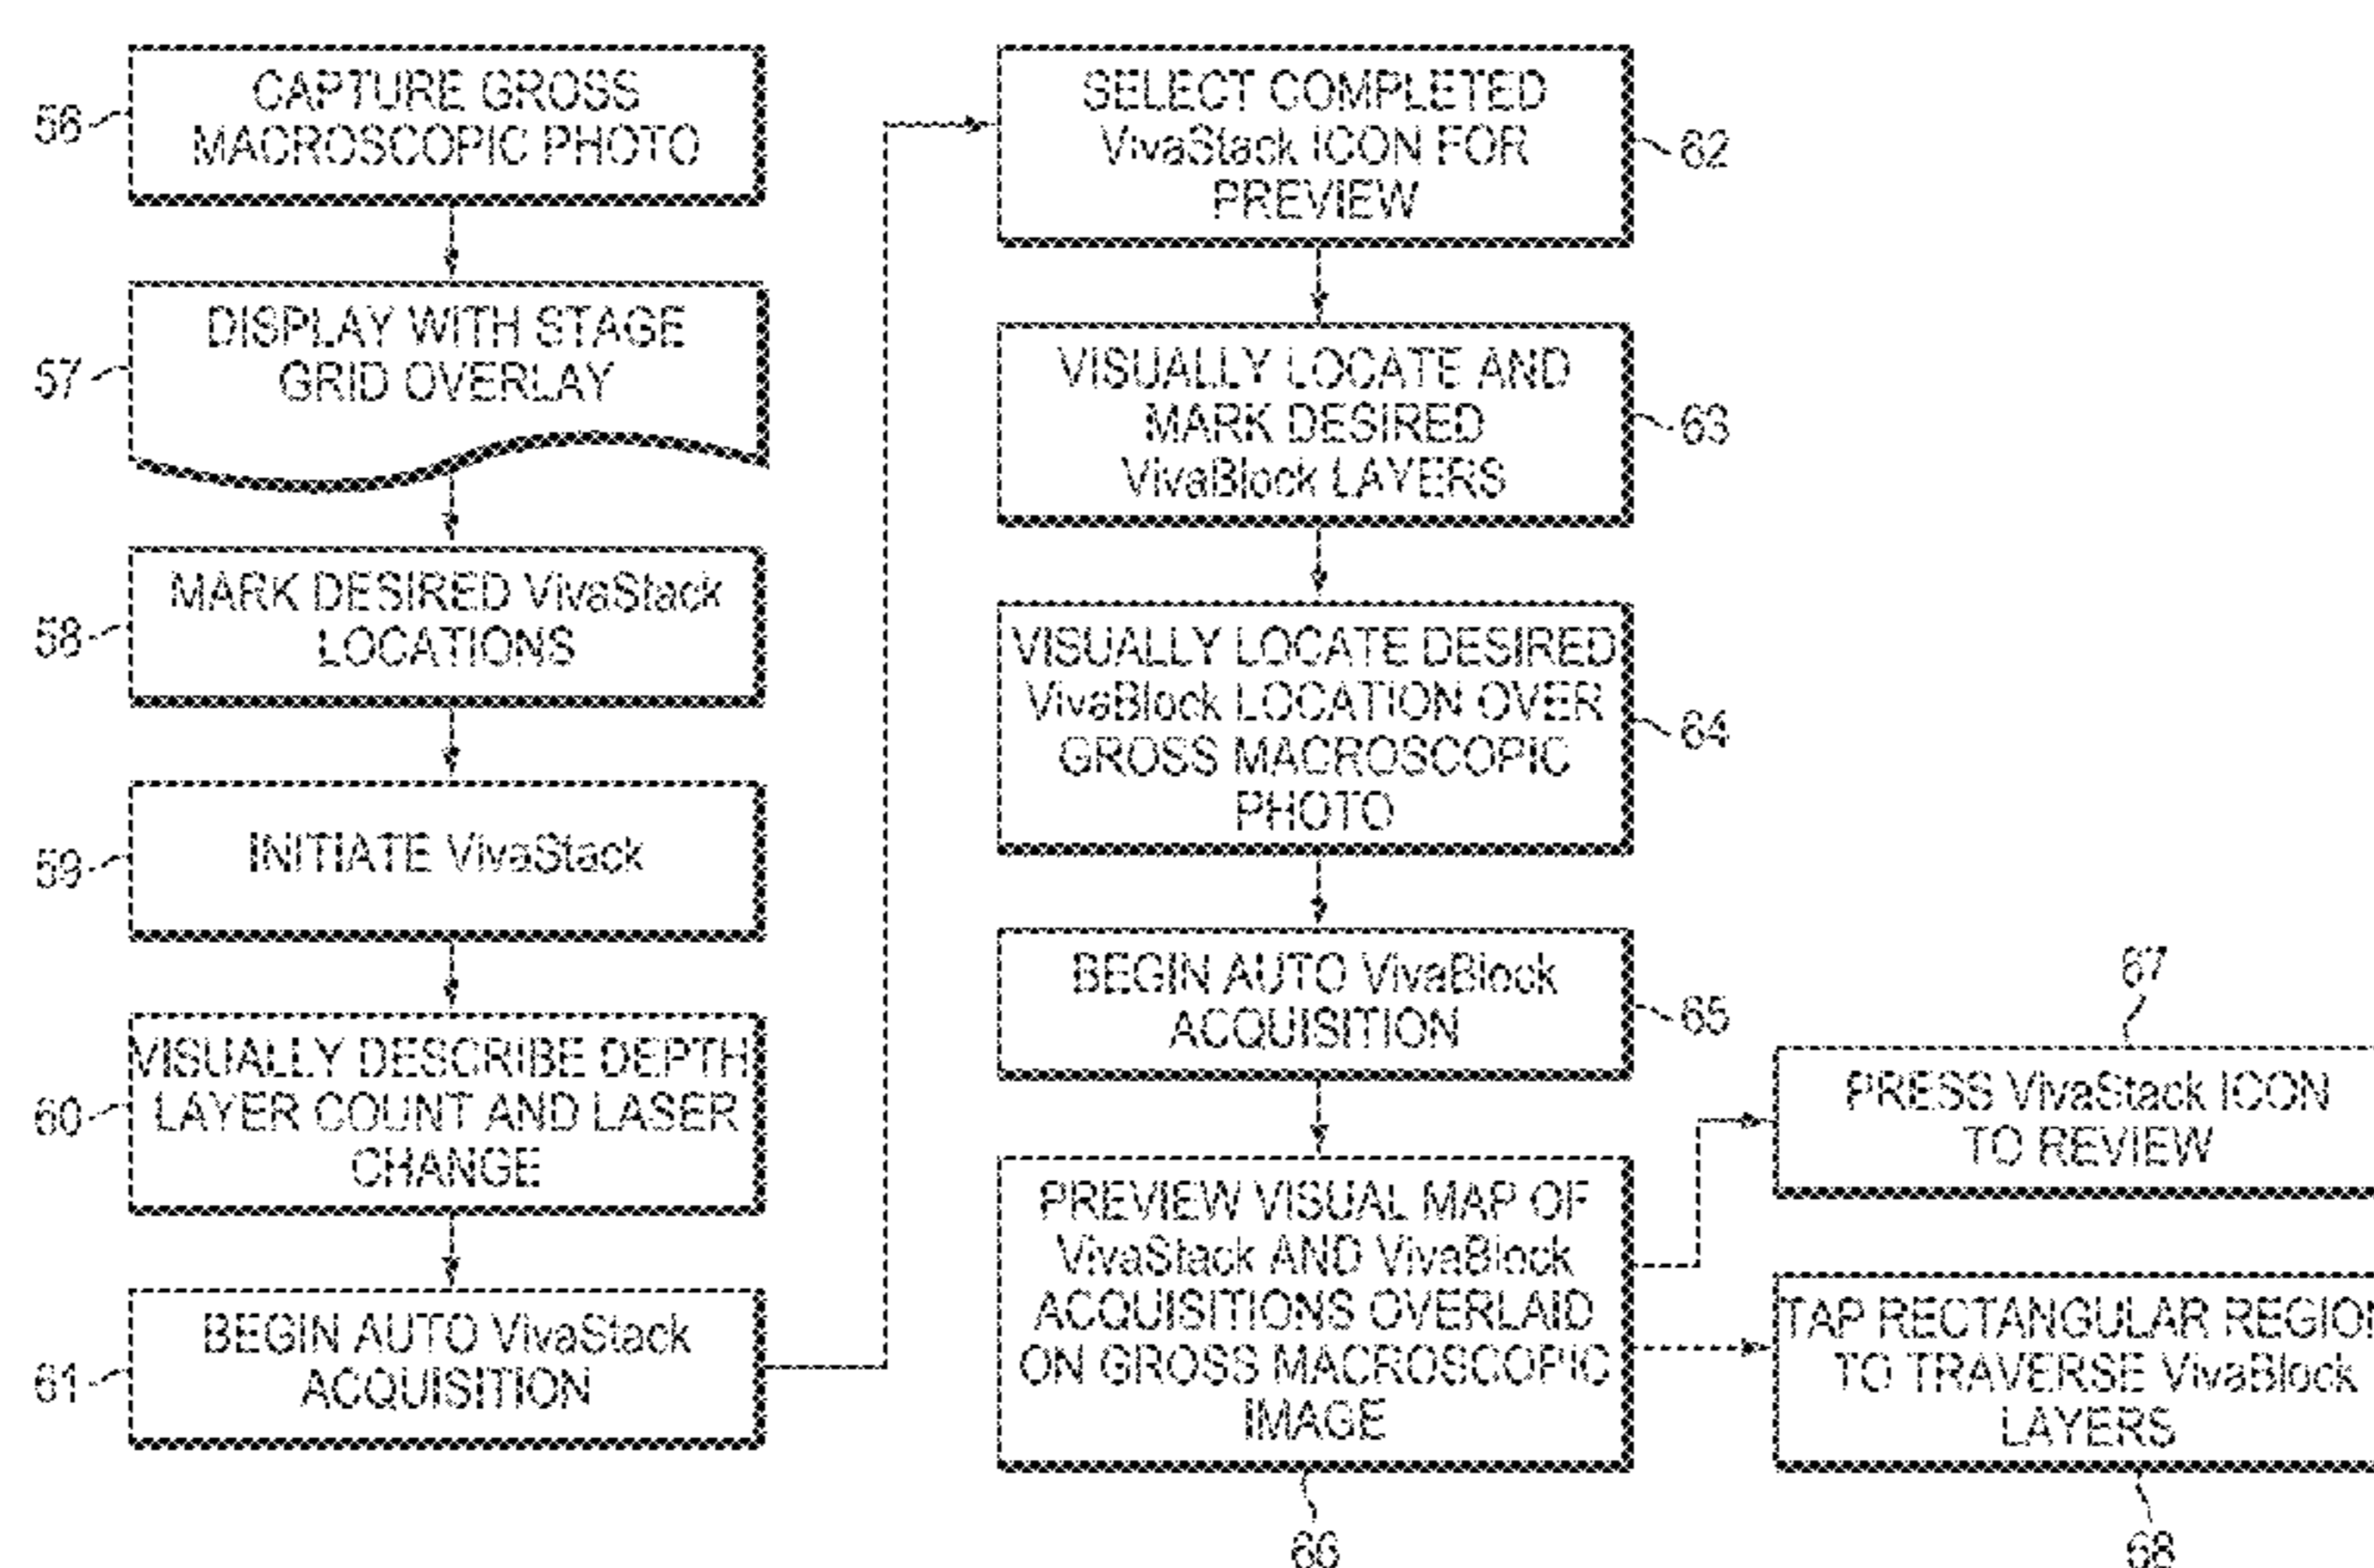 56
CAPTURE GROSS
MACROSCOPIC PHOTO
57
DISPLAY WITH STAGE
GRID OVERLAY
58
MARK DESIRED VivaStack
LOCATIONS
59
INITIATE VivaStack
60
VISUALLY DESCRIBE DEPTH
LAYER COUNT AND LASER
CHANGE
61
BEGIN AUTO VivaStack
ACQUISITION
SELECT COMPLETED
VivaStack ICON FOR
PREVIEW
62
VISUALLY LOCATE AND
MARK DESIRED
VivaBlock LAYERS
63
VISUALLY LOCATE DESIRED
VivaBlock LOCATION OVER
GROSS MACROSCOPIC
PHOTO
64
BEGIN AUTO VivaBlock
ACQUISITION
65
PREVIEW VISUAL MAP OF
VivaStack AND VivaBlock
ACQUISITIONS OVERLAID
ON GROSS MACROSCOPIC
IMAGE
66
67
PRESS VivaStack ICON
TO REVIEW
TAP RECTANGULAR REGION
TO TRAVERSE VivaBlock
LAYERS
68